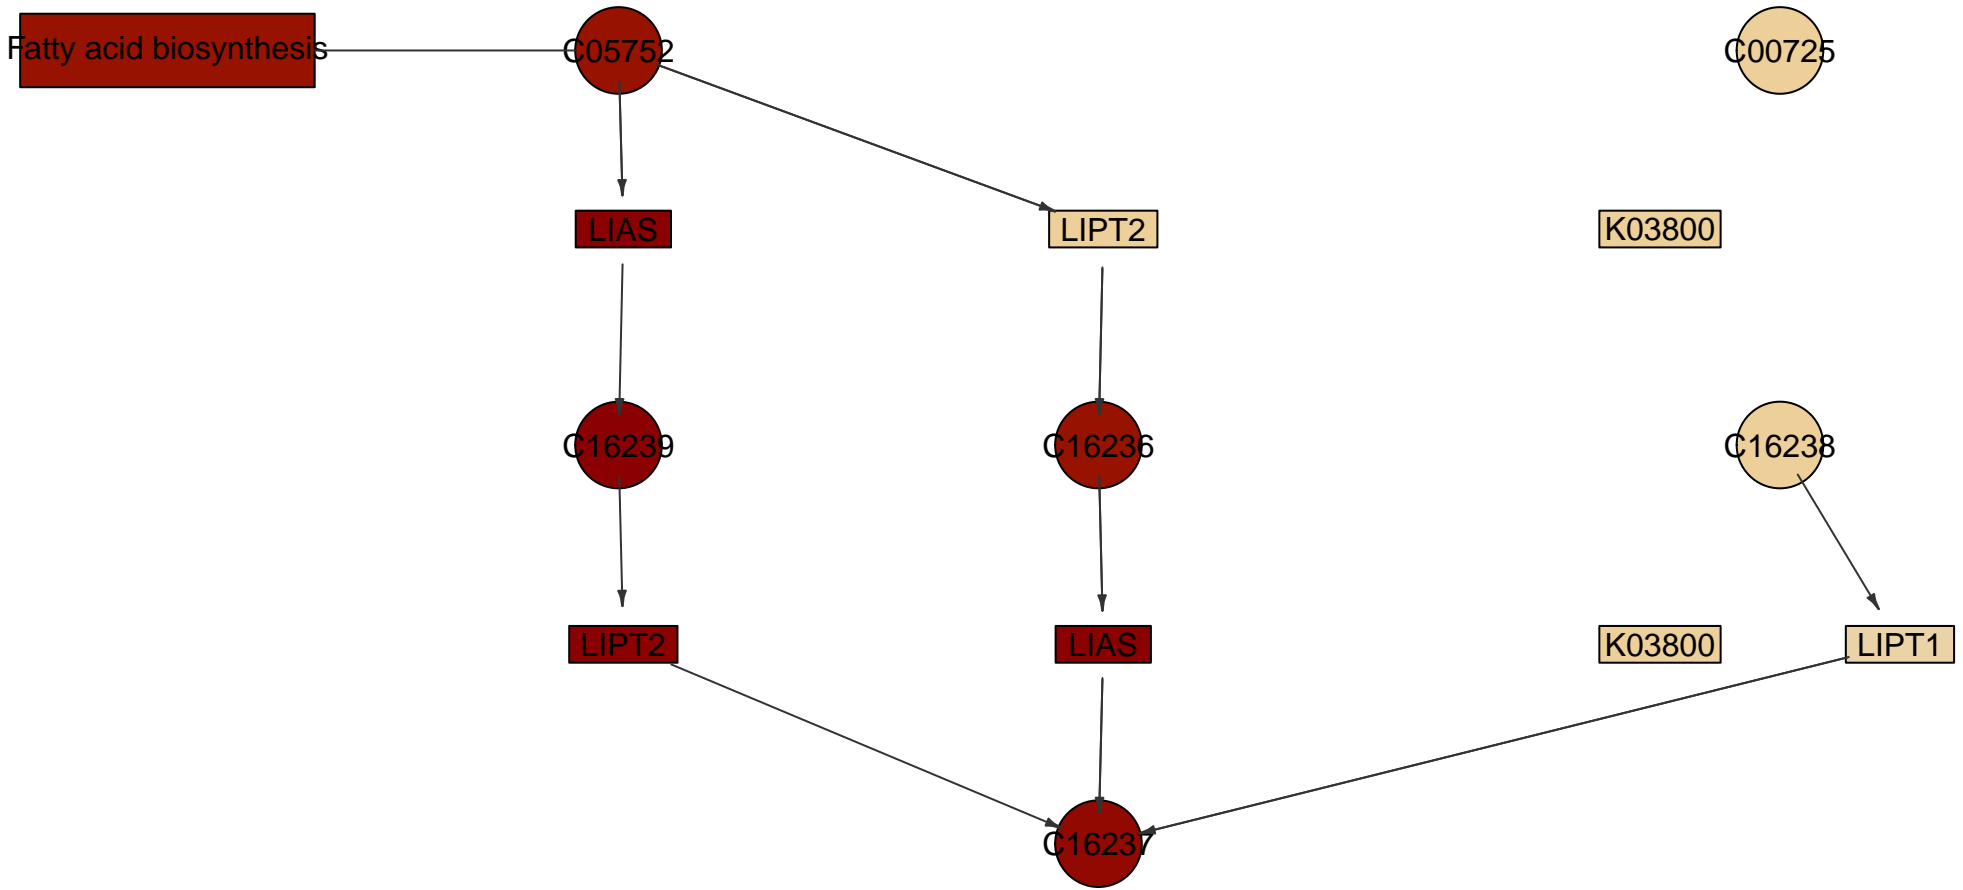 Fatty acid biosynthesis
C05752
C00725
LIAS
LIPT2
K03800
C16239
C16236
C16238
LIPT2
LIAS
K03800
LIPT1
C16237